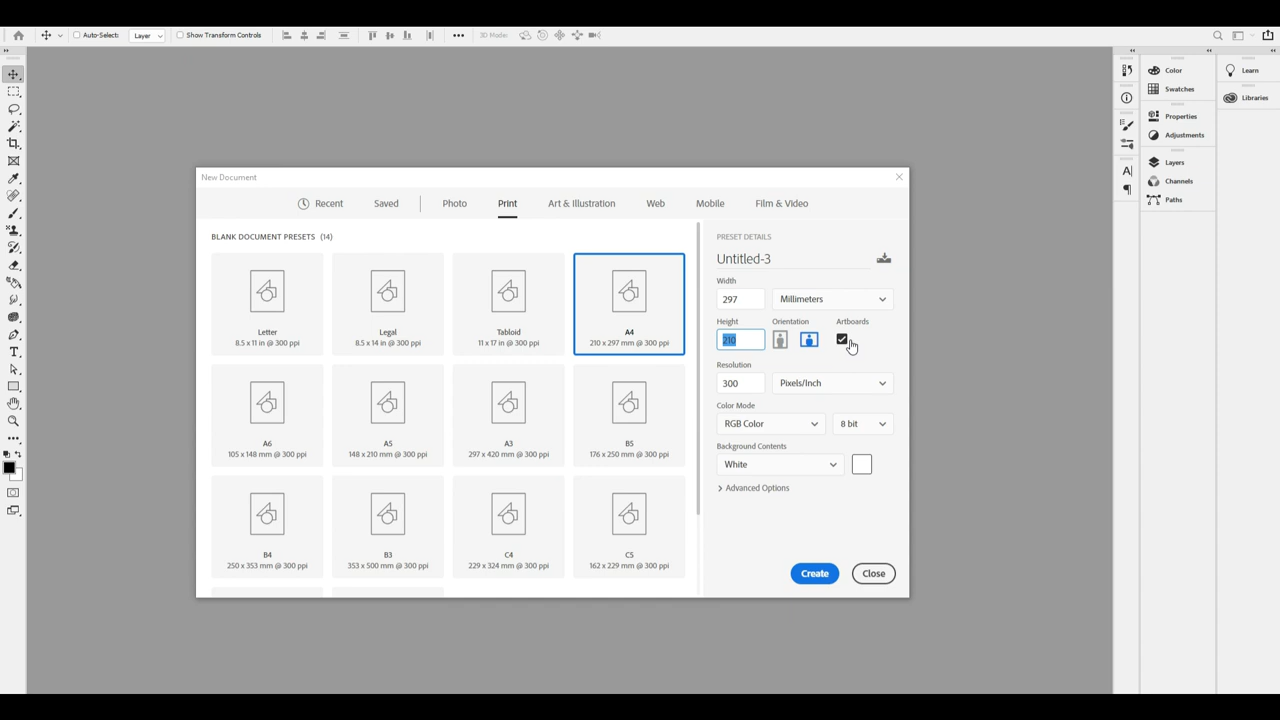 Auto-Select: Layer Show Transform Controls 3D Mode:
New Document
Recent Saved Photo Print Art & Illustration Web Mobile Film & Video
BLANK DOCUMENT PRESETS (14)
Letter
8.5 x 11 in @ 300 ppi
Legal
8.5 x 14 in @ 300 ppi
Tabloid
11 x 17 in @ 300 ppi
A4
210 x 297 mm @ 300 ppi
A6
105 x 148 mm @ 300 ppi
A5
148 x 210 mm @ 300 ppi
A3
297 x 420 mm @ 300 ppi
B5
176 x 250 mm @ 300 ppi
B4
250 x 353 mm @ 300 ppi
B3
353 x 500 mm @ 300 ppi
C4
229 x 324 mm @ 300 ppi
C5
162 x 229 mm @ 300 ppi
PRESET DETAILS
Untitled-3
Width
297 Millimeters
Height Orientation Artboards
210
Resolution
300 Pixels/Inch
Color Mode
RGB Color 8 bit
Background Contents
White
Advanced Options
Create Close
Color
Swatches
Properties
Adjustments
Layers
Channels
Paths
Learn
Libraries